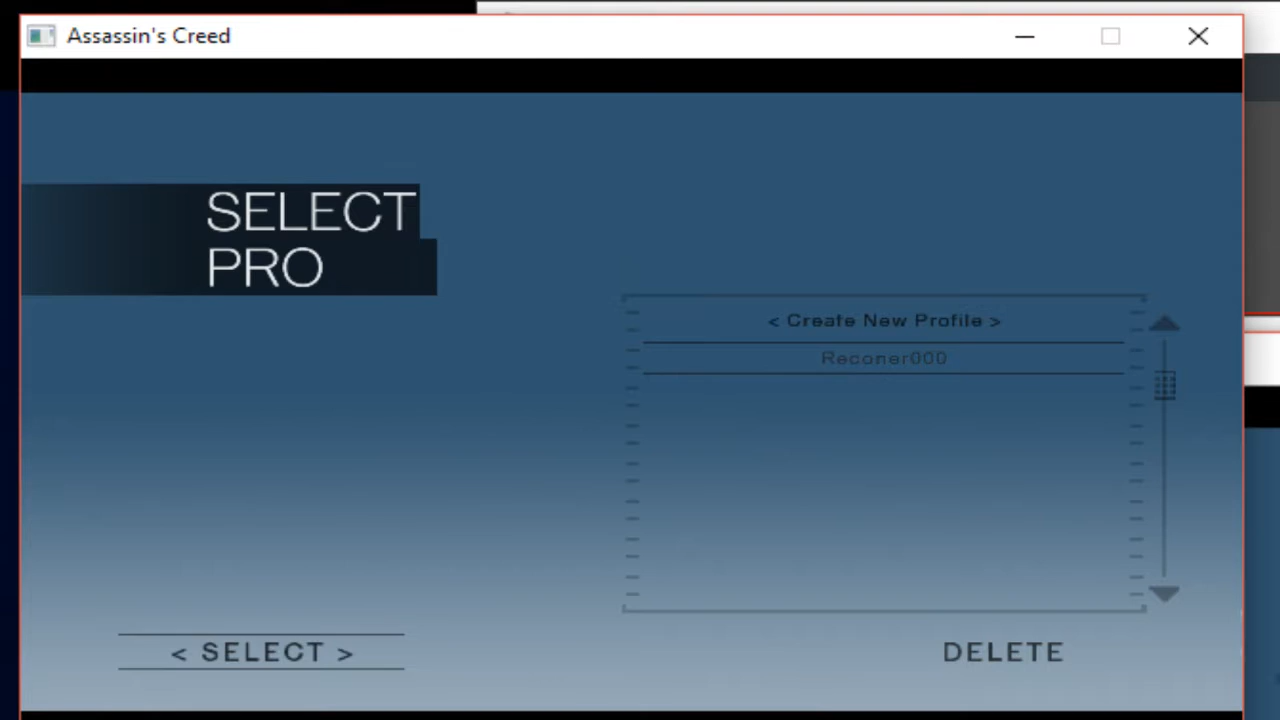 Assassin's Creed
SELECT
PRO
< Create New Profile >
Reconer000
< SELECT >
DELETE